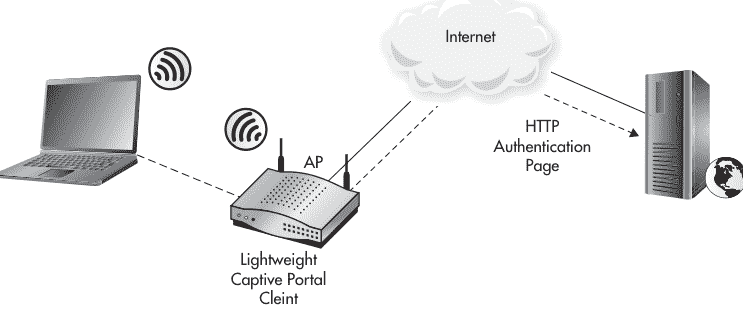 Internet
HTTP
Authentication
Page
AP
Lightweight
Captive Portal
Cleint